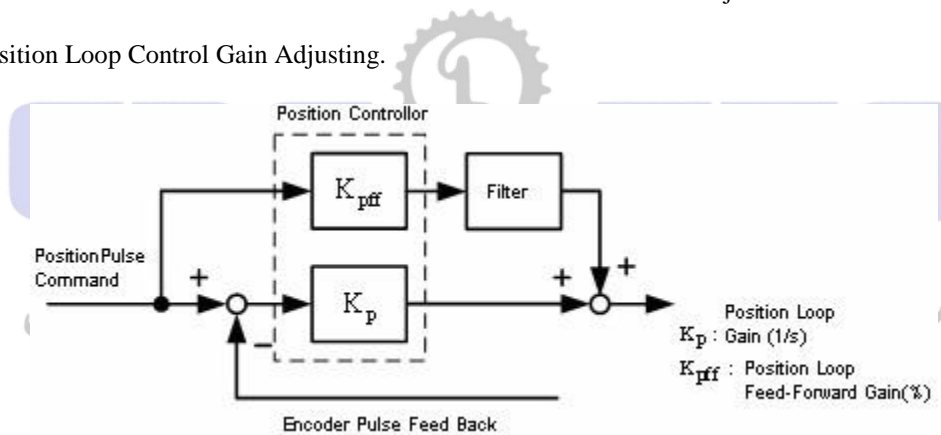 sition Loop Control Gain Adjusting.
Position Controllor
Kpff
Filter
Position Pulse
Command
+
+
+
Kp
−
Position Loop
Kp : Gain (1/s)
Kpff : Position Loop
Feed-Forward Gain(%)
Encoder Pulse Feed Back